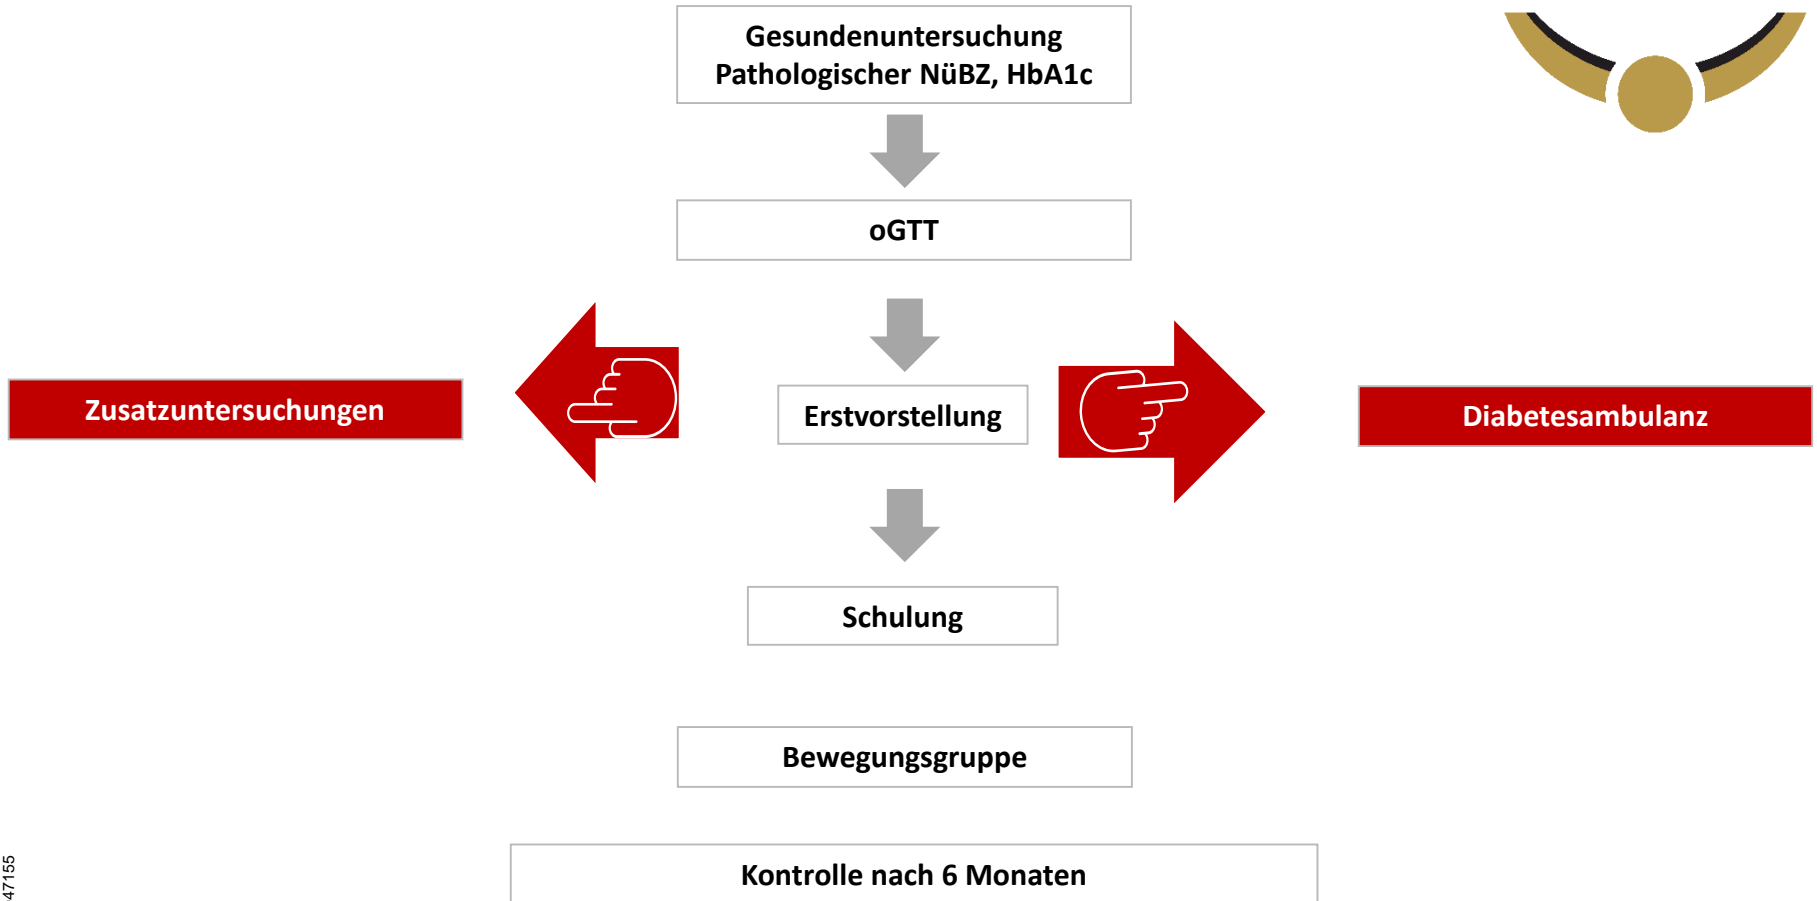 Gesundenuntersuchung
Pathologischer NüBZ, HbA1c
oGTT
Zusatzuntersuchungen
Erstvorstellung
Diabetesambulanz
Schulung
Bewegungsgruppe
Kontrolle nach 6 Monaten
47155